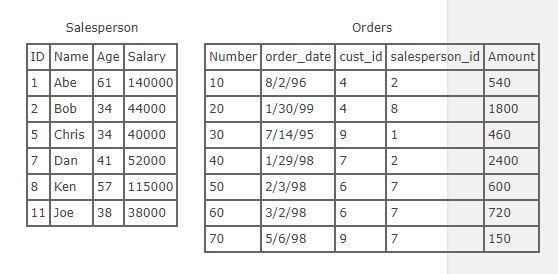 Salesperson
ID Name Age Salary
1 Abe 61 140000
2 Bob 34 44000
5 Chris 34 40000
7 Dan 41 52000
8 Ken 57 115000
11 Joe 38 38000
Orders
Number order_date cust_id salesperson_id Amount
10 8/2/96 4 2 540
20 1/30/99 4 8 1800
30 7/14/95 9 1 460
40 1/29/98 7 2 2400
50 2/3/98 6 7 600
60 3/2/98 6 7 720
70 5/6/98 9 7 150